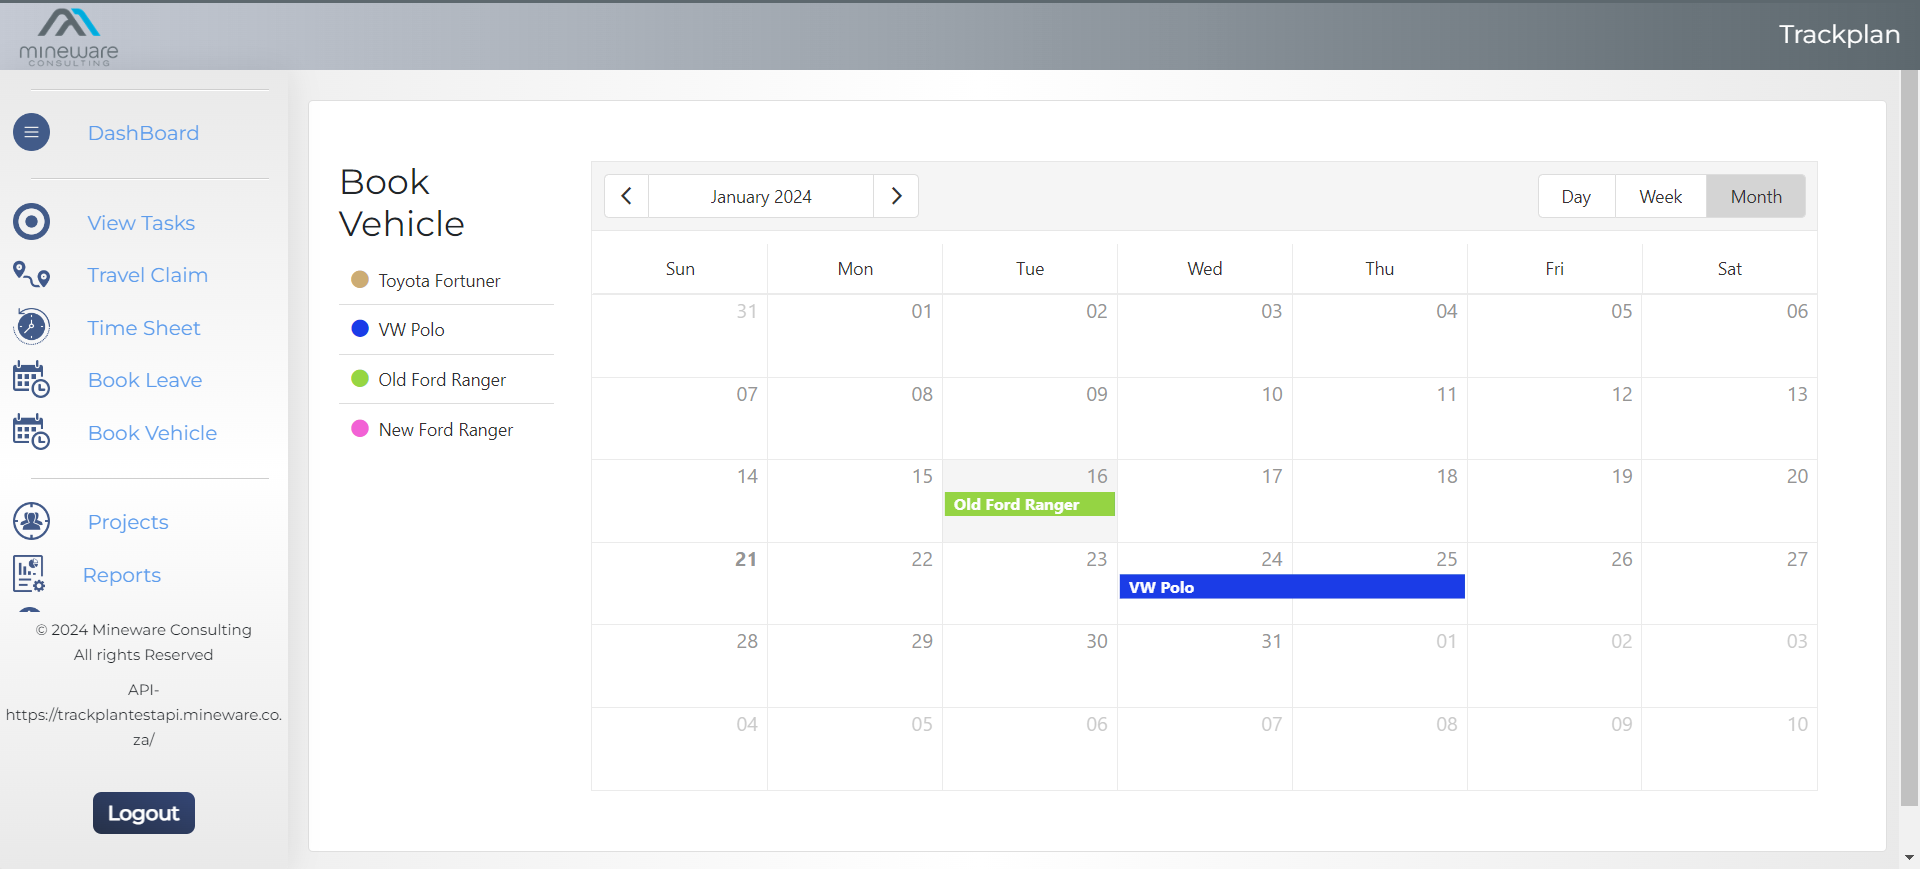 mineware
CONSULTING
Trackplan
DashBoard
View Tasks
Travel Claim
Time Sheet
Book Leave
Book Vehicle
Projects
Reports
© 2024 Mineware Consulting
All rights Reserved
API-
https://trackplantestapi.mineware.co.
za/
Logout
Book
Vehicle
Toyota Fortuner
VW Polo
Old Ford Ranger
New Ford Ranger
January 2024
Day Week Month
Sun Mon Tue Wed Thu Fri Sat
31 01 02 03 04 05 06
07 08 09 10 11 12 13
14 15 16 17 18 19 20
Old Ford Ranger
21 22 23 24 25 26 27
VW Polo
28 29 30 31 01 02 03
04 05 06 07 08 09 10